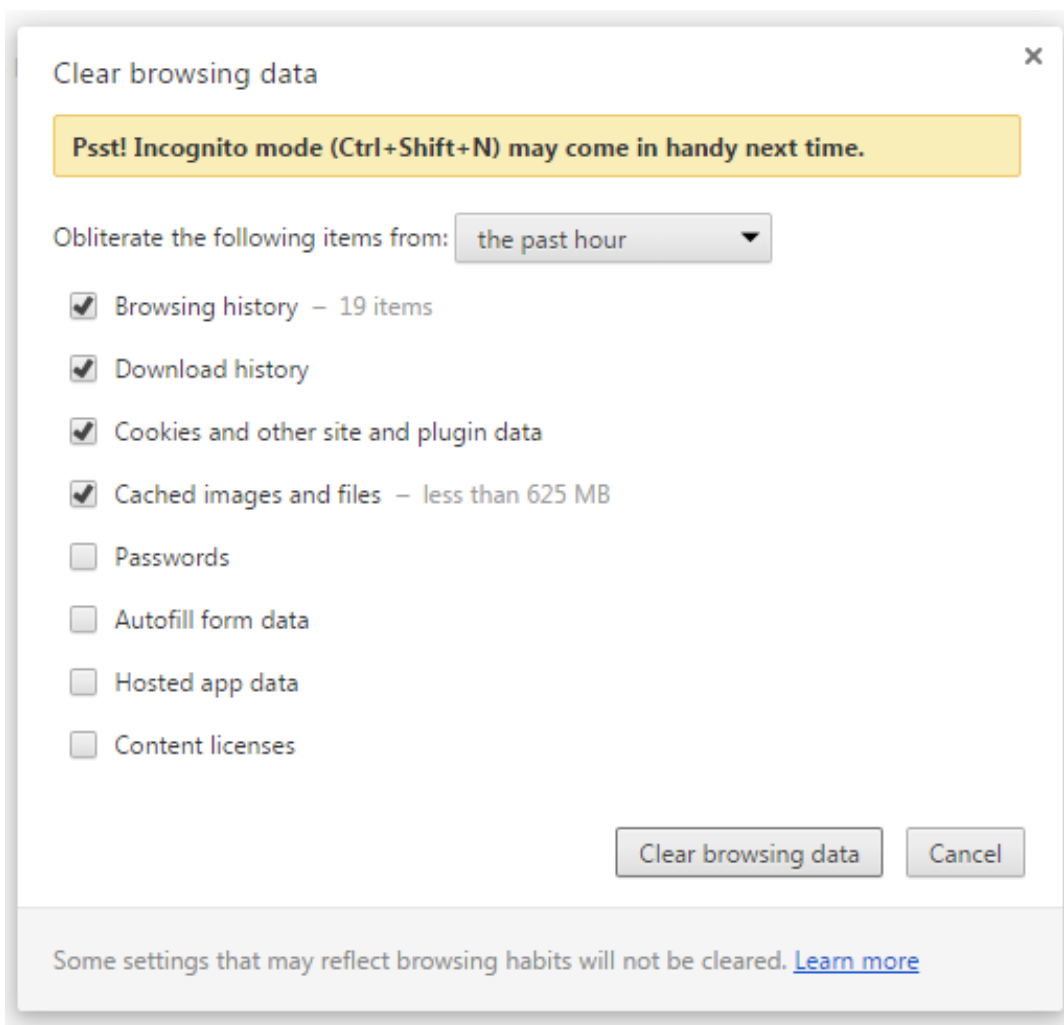 Clear browsing data
Psst! Incognito mode (Ctrl+Shift+N) may come in handy next time.
Obliterate the following items from: the past hour
Browsing history – 19 items
Download history
Cookies and other site and plugin data
Cached images and files – less than 625 MB
Passwords
Autofill form data
Hosted app data
Content licenses
Clear browsing data Cancel
Some settings that may reflect browsing habits will not be cleared. Learn more